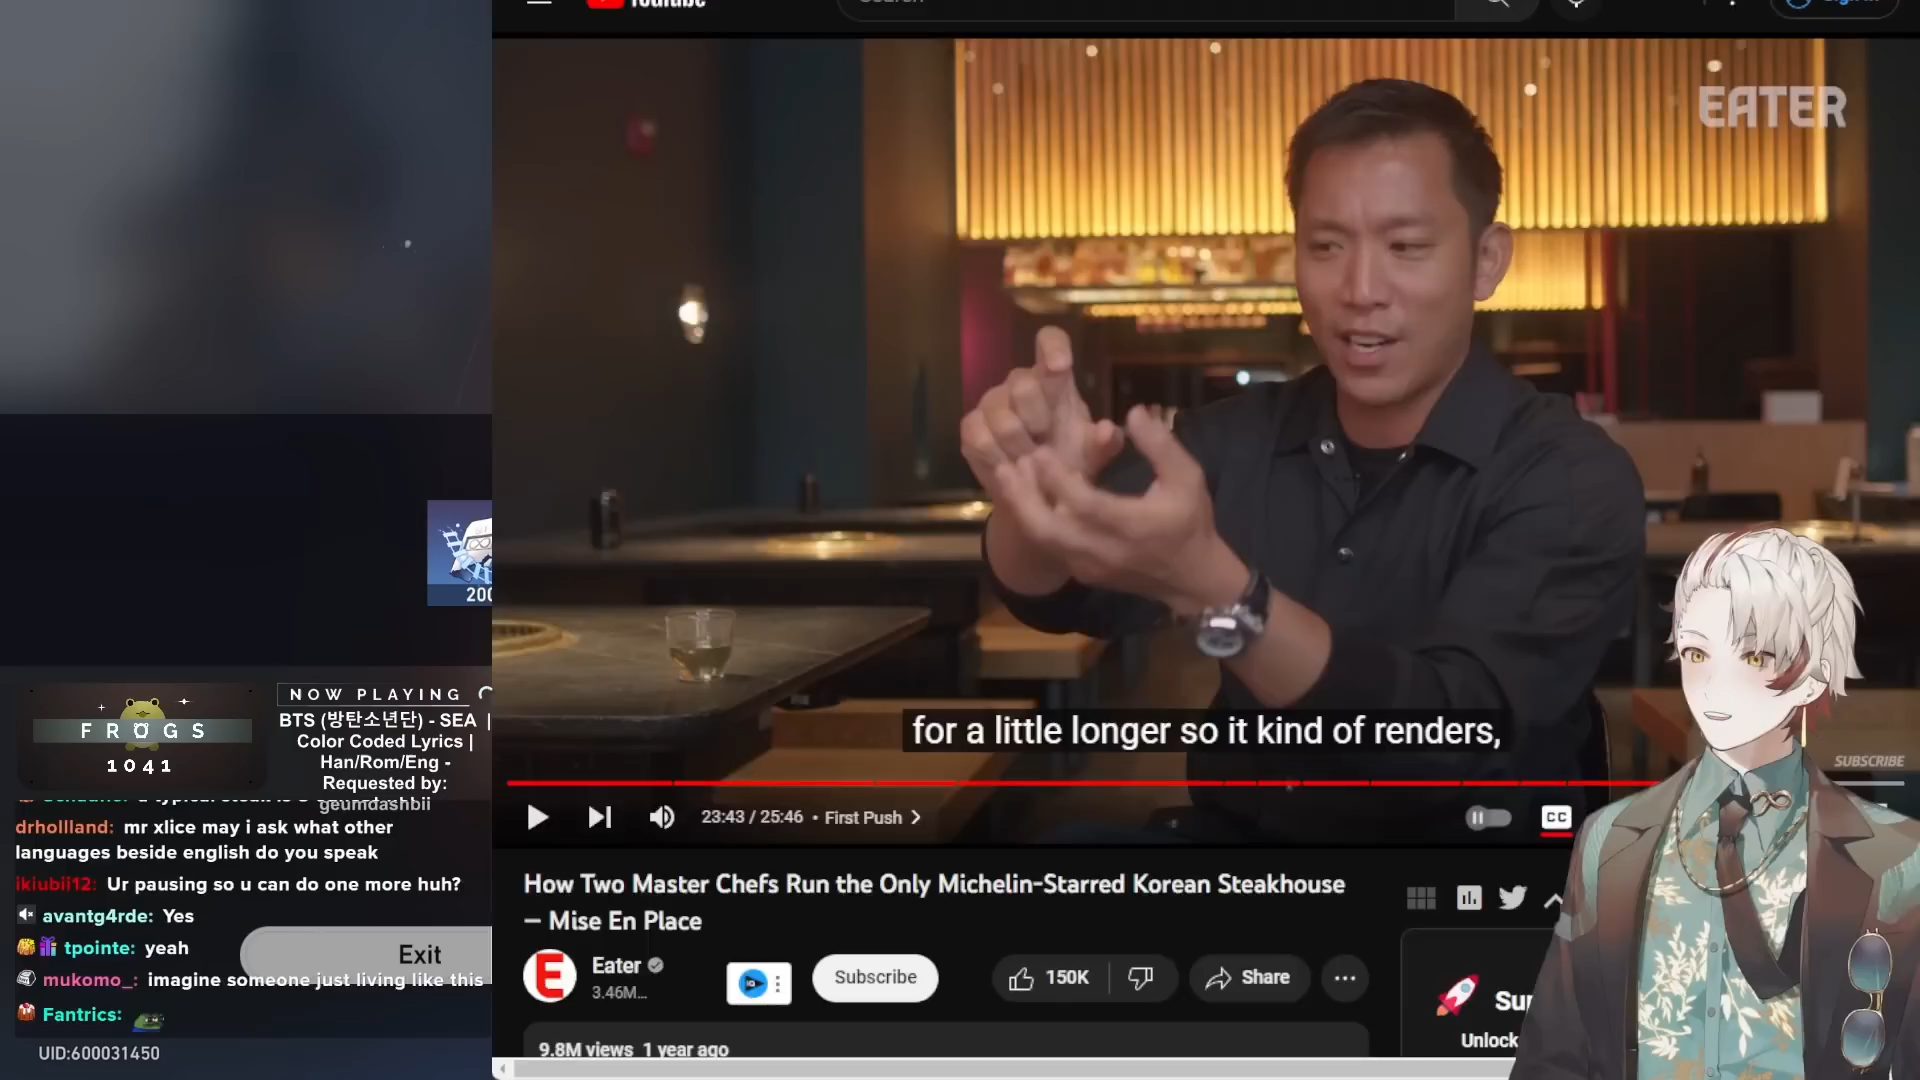 YouTube
Search
Sign in
EATER
200
NOW PLAYING
FROGS
1041
BTS (방탄소년단) - SEA |
Color Coded Lyrics |
Han/Rom/Eng -
Requested by:
geumdashbii
drhollland: mr xlice may i ask what other
languages beside english do you speak
ikiubii12: Ur pausing so u can do one more huh?
avantg4rde: Yes
tpointe: yeah
mukomo_: imagine someone just living like this
Fantrics:
Exit
UID:600031450
for a little longer so it kind of renders,
SUBSCRIBE
23:43 / 25:46 • First Push
CC
How Two Master Chefs Run the Only Michelin-Starred Korean Steakhouse
– Mise En Place
E
Eater
3.46M...
Subscribe
150K
Share
Unlock
9.8M views 1 year ago